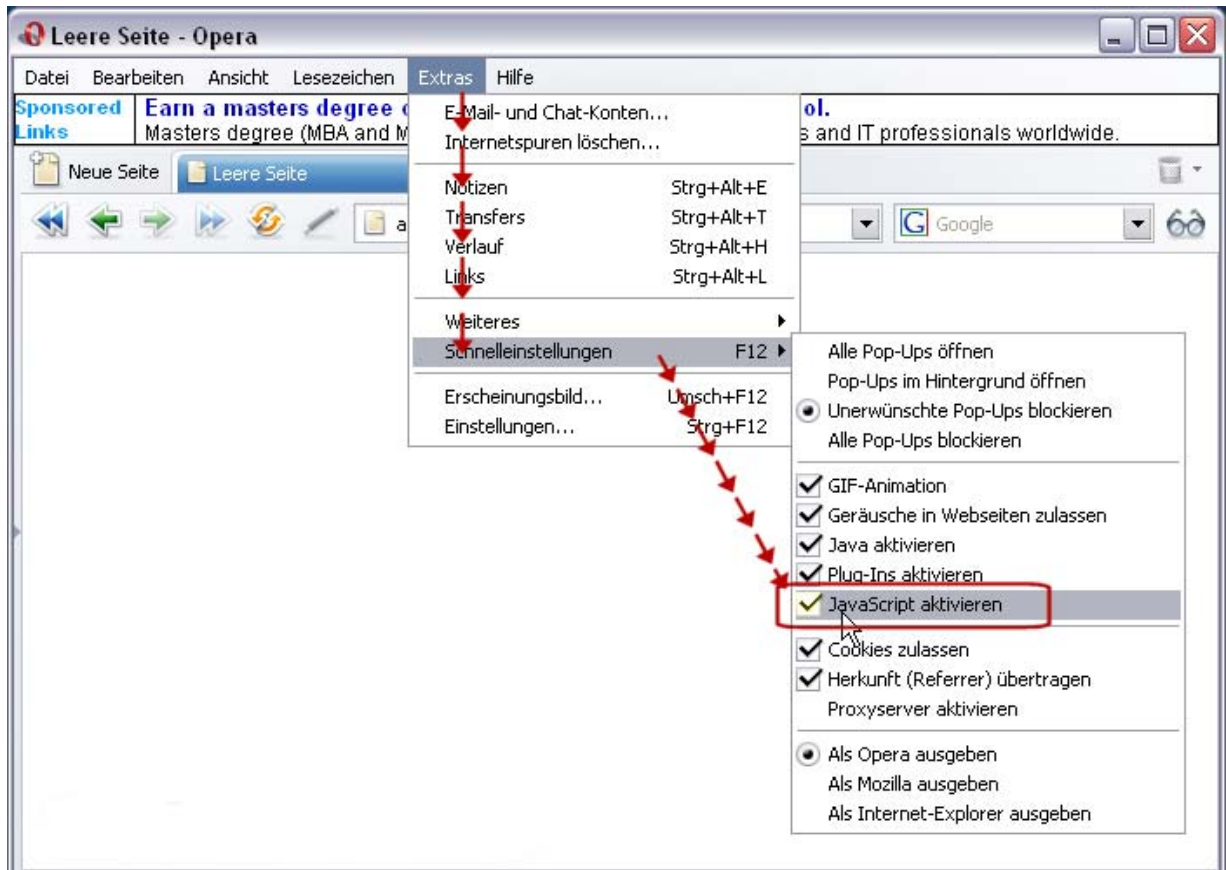 Leere Seite - Opera
Datei Bearbeiten Ansicht Lesezeichen Extras Hilfe
Sponsored Links
Earn a masters degree ol.
Masters degree (MBA and and IT professionals worldwide.
Neue Seite Leere Seite
Google
E-Mail- und Chat-Konten...
Internetspuren löschen...
Notizen Strg+Alt+E
Transfers Strg+Alt+T
Verlauf Strg+Alt+H
Links Strg+Alt+L
Weiteres
Schnelleinstellungen F12
Erscheinungsbild... Umsch+F12
Einstellungen... Strg+F12
Alle Pop-Ups öffnen
Pop-Ups im Hintergrund öffnen
Unerwünschte Pop-Ups blockieren
Alle Pop-Ups blockieren
GIF-Animation
Geräusche in Webseiten zulassen
Java aktivieren
Plug-Ins aktivieren
JavaScript aktivieren
Cookies zulassen
Herkunft (Referrer) übertragen
Proxyserver aktivieren
Als Opera ausgeben
Als Mozilla ausgeben
Als Internet-Explorer ausgeben